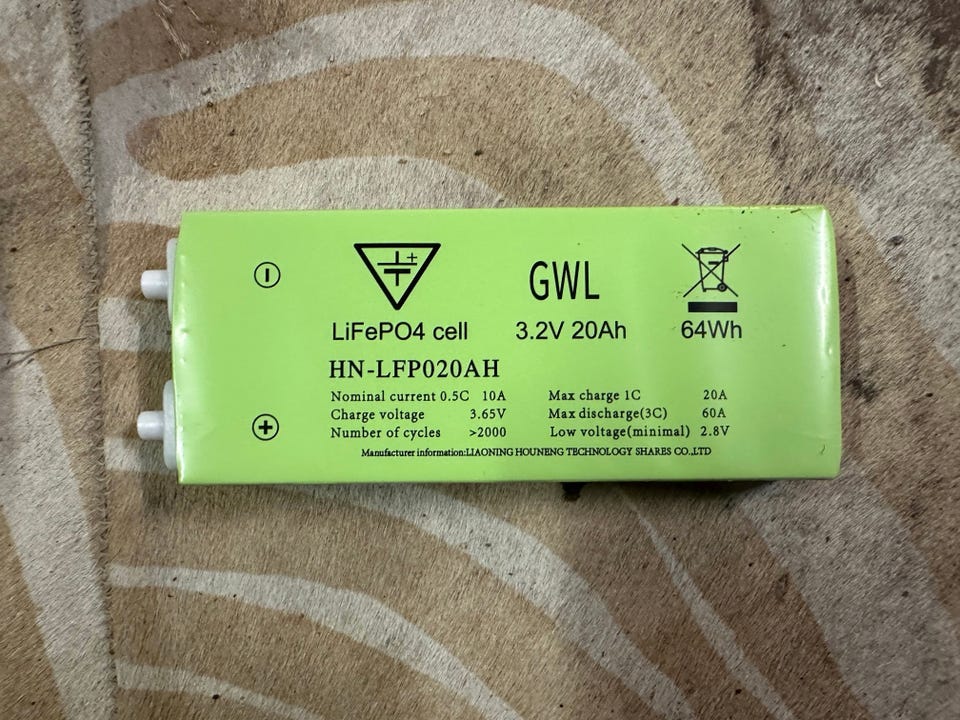 GWL
LiFePO4 cell 3.2V 20Ah 64Wh
HN-LFP020AH
Nominal current 0.5C 10A Max charge 1C 20A
Charge voltage 3.65V Max discharge(3C) 60A
Number of cycles >2000 Low voltage(minimal) 2.8V
Manufacturer information:LIAONING HOUNENG TECHNOLOGY SHARES CO.,LTD